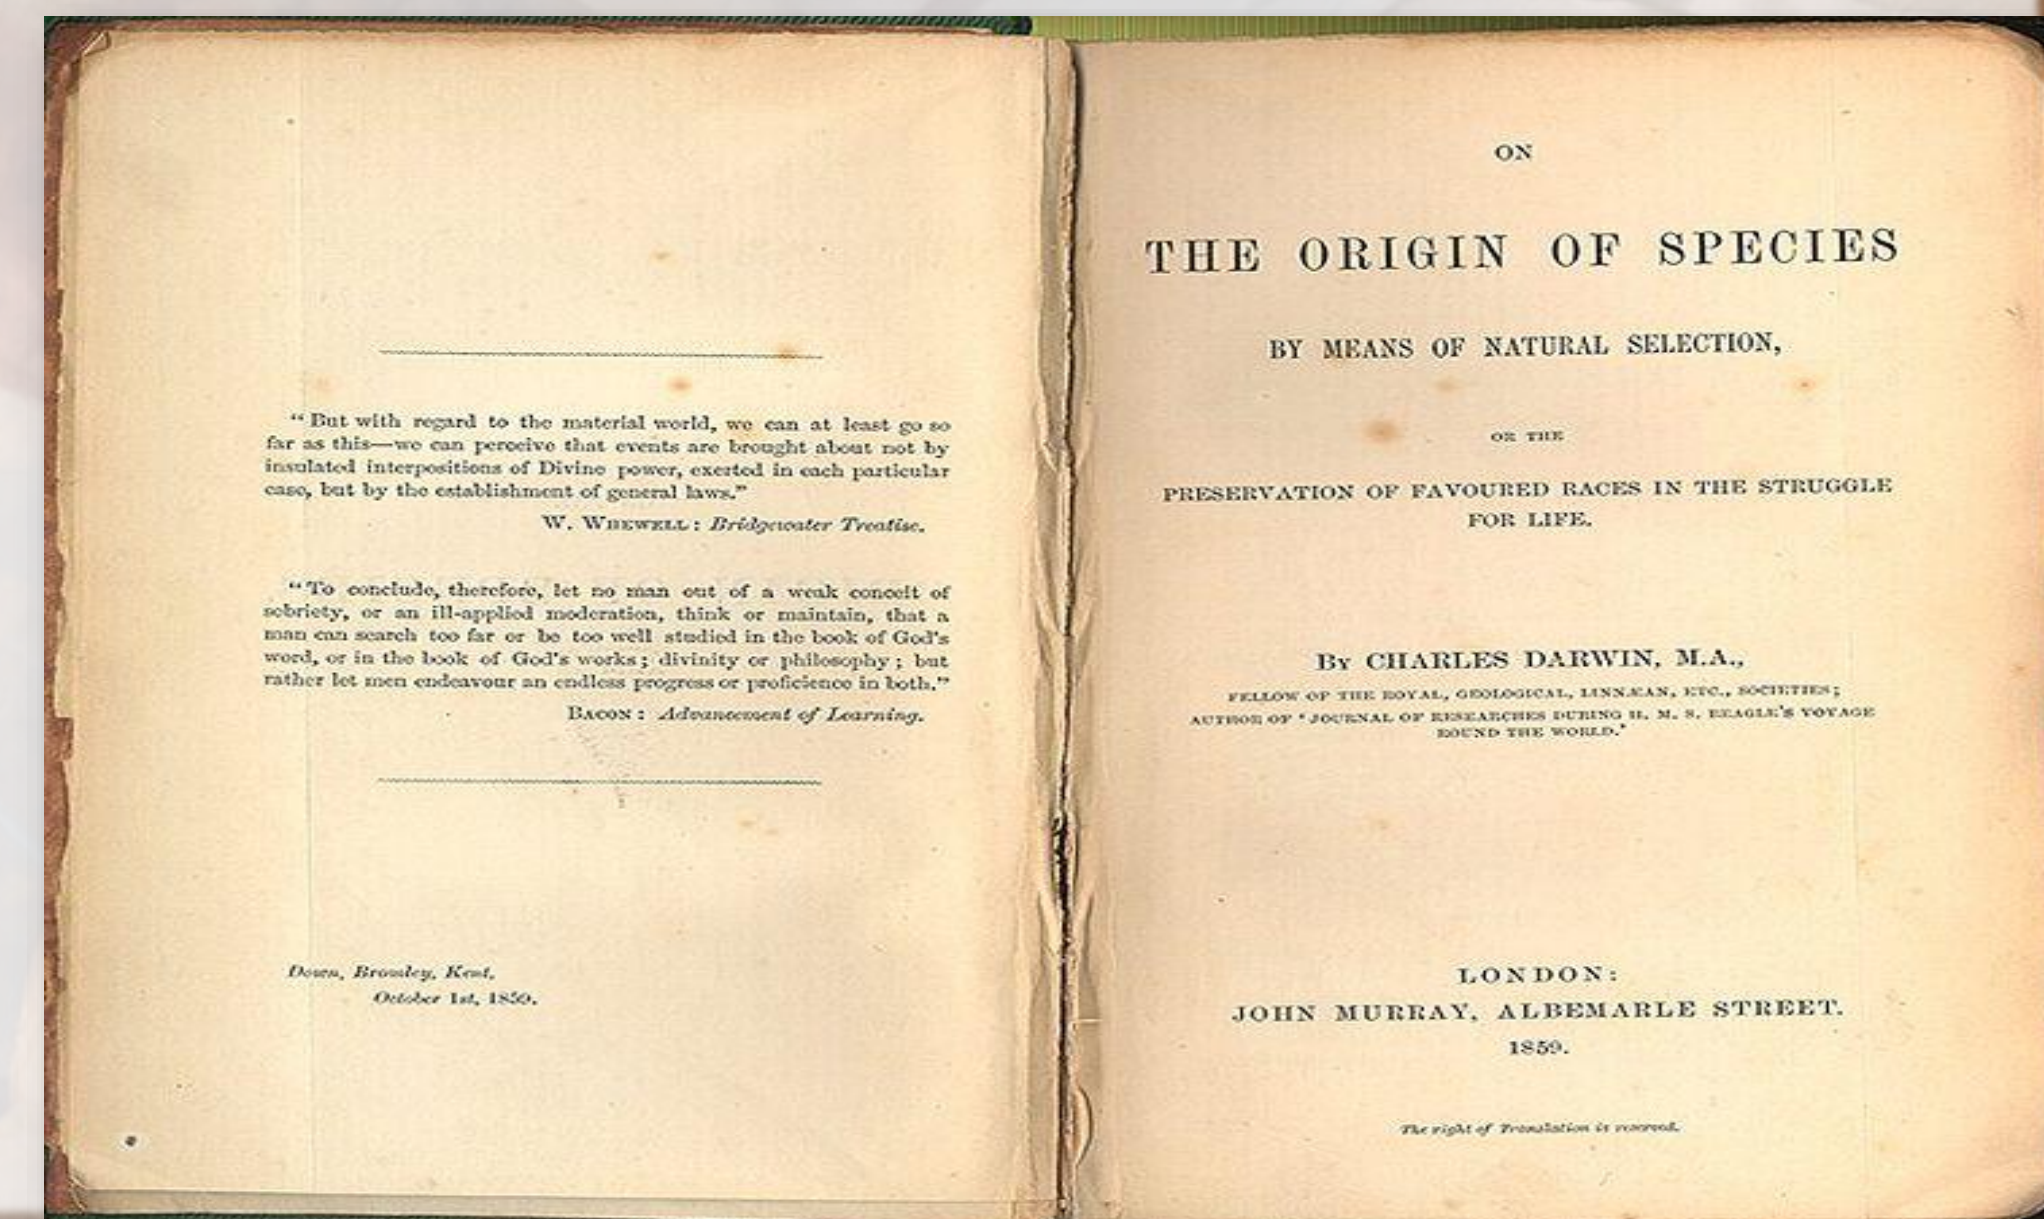 “But with regard to the material world, we can at least go so
far as this—we can perceive that events are brought about not by
insulated interpositions of Divine power, exerted in each particular
case, but by the establishment of general laws.”
W. WHEWELL: Bridgewater Treatise.
“To conclude, therefore, let no man out of a weak conceit of
sobriety, or an ill-applied moderation, think or maintain, that a
man can search too far or be too well studied in the book of God's
word, or in the book of God's works; divinity or philosophy; but
rather let men endeavour an endless progress or proficience in both.”
BACON: Advancement of Learning.
Down, Bromley, Kent,
October 1st, 1859.
ON
THE ORIGIN OF SPECIES
BY MEANS OF NATURAL SELECTION,
OR THE
PRESERVATION OF FAVOURED RACES IN THE STRUGGLE
FOR LIFE.
BY CHARLES DARWIN, M.A.,
FELLOW OF THE ROYAL, GEOLOGICAL, LINNÆAN, ETC., SOCIETIES;
AUTHOR OF ‘JOURNAL OF RESEARCHES DURING H. M. S. BEAGLE'S VOYAGE
ROUND THE WORLD.’
LONDON:
JOHN MURRAY, ALBEMARLE STREET.
1859.
The right of Translation is reserved.